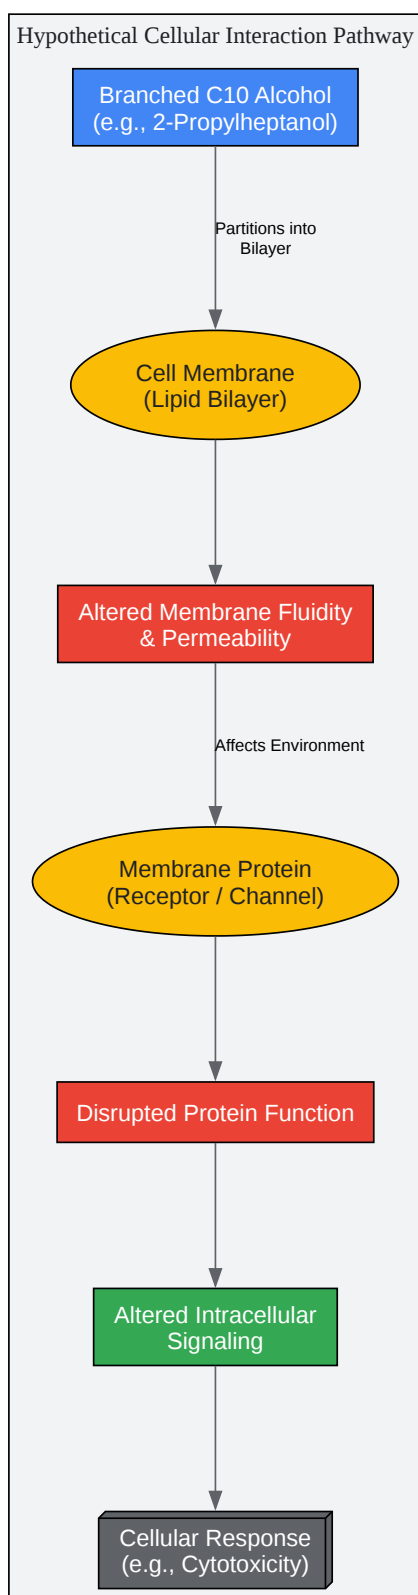 Hypothetical Cellular Interaction Pathway
Branched C10 Alcohol
(e.g., 2-Propylheptanol)
Partitions into
Bilayer
Cell Membrane
(Lipid Bilayer)
Altered Membrane Fluidity
& Permeability
Affects Environment
Membrane Protein
(Receptor / Channel)
Disrupted Protein Function
Altered Intracellular
Signaling
Cellular Response
(e.g., Cytotoxicity)